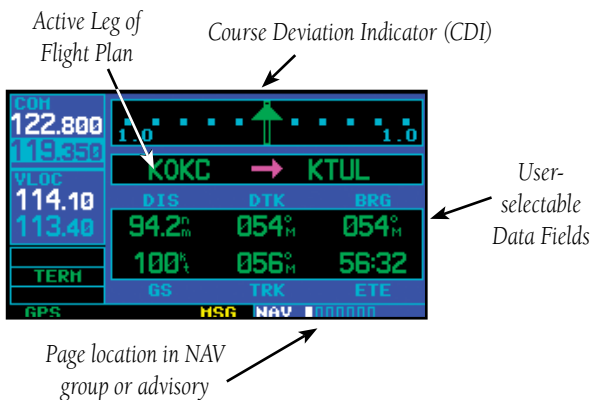 Active Leg of
Flight Plan
Course Deviation Indicator (CDI)
COM
122.800
119.350
1.0 1.0
KOKC → KTUL
VLOC
114.10
113.40
DIS DTK BRG
94.2nm 054°M 054°M
100kt 056°M 56:32
GS TRK ETE
TERM
GPS MSG NAV
User-
selectable
Data Fields
Page location in NAV
group or advisory